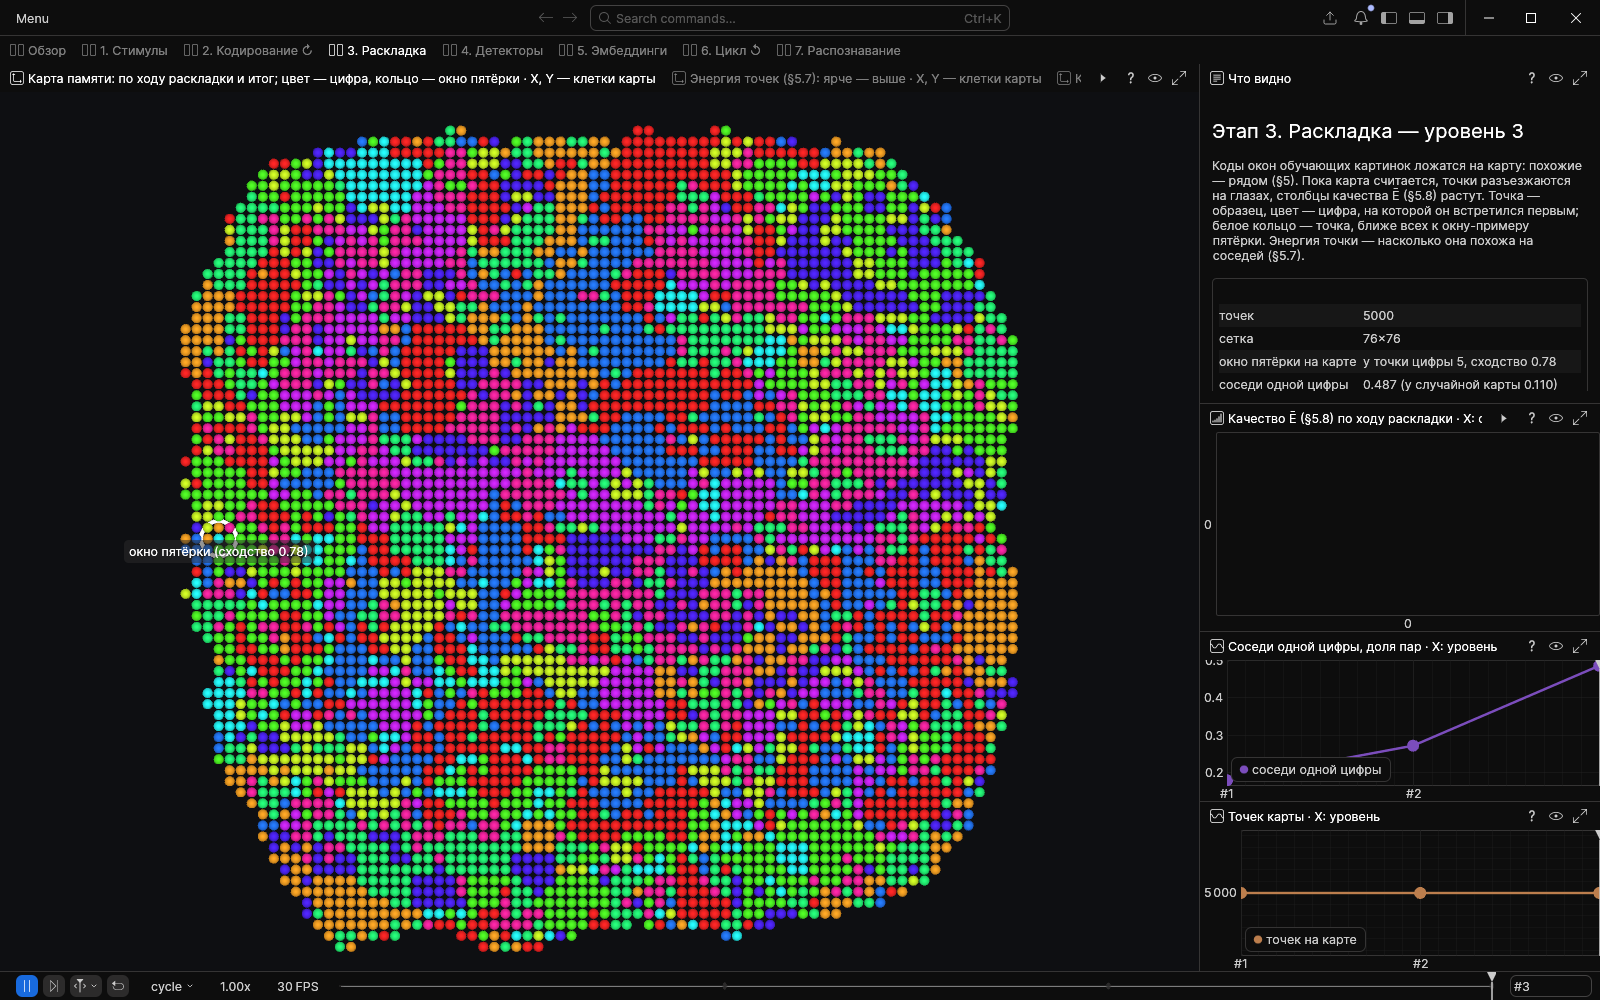 Menu
Search commands...
Ctrl+K
Обзор
1. Стимулы
2. Кодирование
3. Раскладка
4. Детекторы
5. Эмбеддинги
6. Цикл
7. Распознавание
Карта памяти: по ходу раскладки и итог; цвет — цифра, кольцо — окно пятёрки · X, Y — клетки карты
Энергия точек (§5.7): ярче — выше · X, Y — клетки карты
?
окно пятёрки (сходство 0.78)
Что видно
?
Этап 3. Раскладка — уровень 3
Коды окон обучающих картинок ложатся на карту: похожие
— рядом (§5). Пока карта считается, точки разъезжаются
на глазах, столбцы качества Ē (§5.8) растут. Точка —
образец, цвет — цифра, на которой он встретился первым;
белое кольцо — точка, ближе всех к окну-примеру
пятёрки. Энергия точки — насколько она похожа на
соседей (§5.7).
точек 5000
сетка 76×76
окно пятёрки на карте у точки цифры 5, сходство 0.78
соседи одной цифры 0.487 (у случайной карты 0.110)
Качество Ē (§5.8) по ходу раскладки · X:
?
0
0
Соседи одной цифры, доля пар · X: уровень
?
0.5
0.4
0.3
0.2
соседи одной цифры
#1
#2
Точек карты · X: уровень
?
5 000
точек на карте
#1
#2
cycle
1.00x
30 FPS
#3